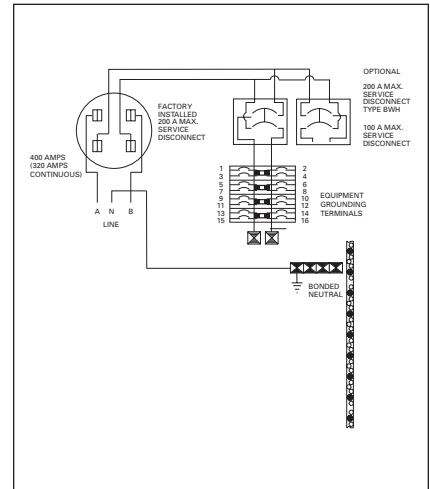 OPTIONAL
200 A MAX.
SERVICE
DISCONNECT
TYPE BWH
100 A MAX.
SERVICE
DISCONNECT
FACTORY
INSTALLED
200 A MAX.
SERVICE
DISCONNECT
400 AMPS
(320 AMPS
CONTINUOUS)
A N B
LINE
1 2
3 4
5 6
7 8
9 10
11 12
13 14
15 16
EQUIPMENT
GROUNDING
TERMINALS
BONDED
NEUTRAL